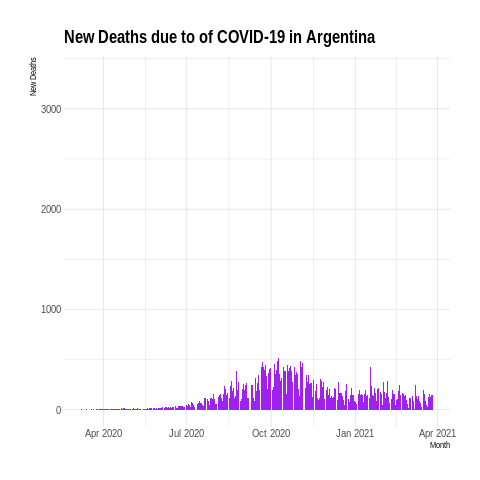 New Deaths due to of COVID-19 in Argentina
New Deaths
3000
2000
1000
0
Apr 2020 Jul 2020 Oct 2020 Jan 2021 Apr 2021
Month